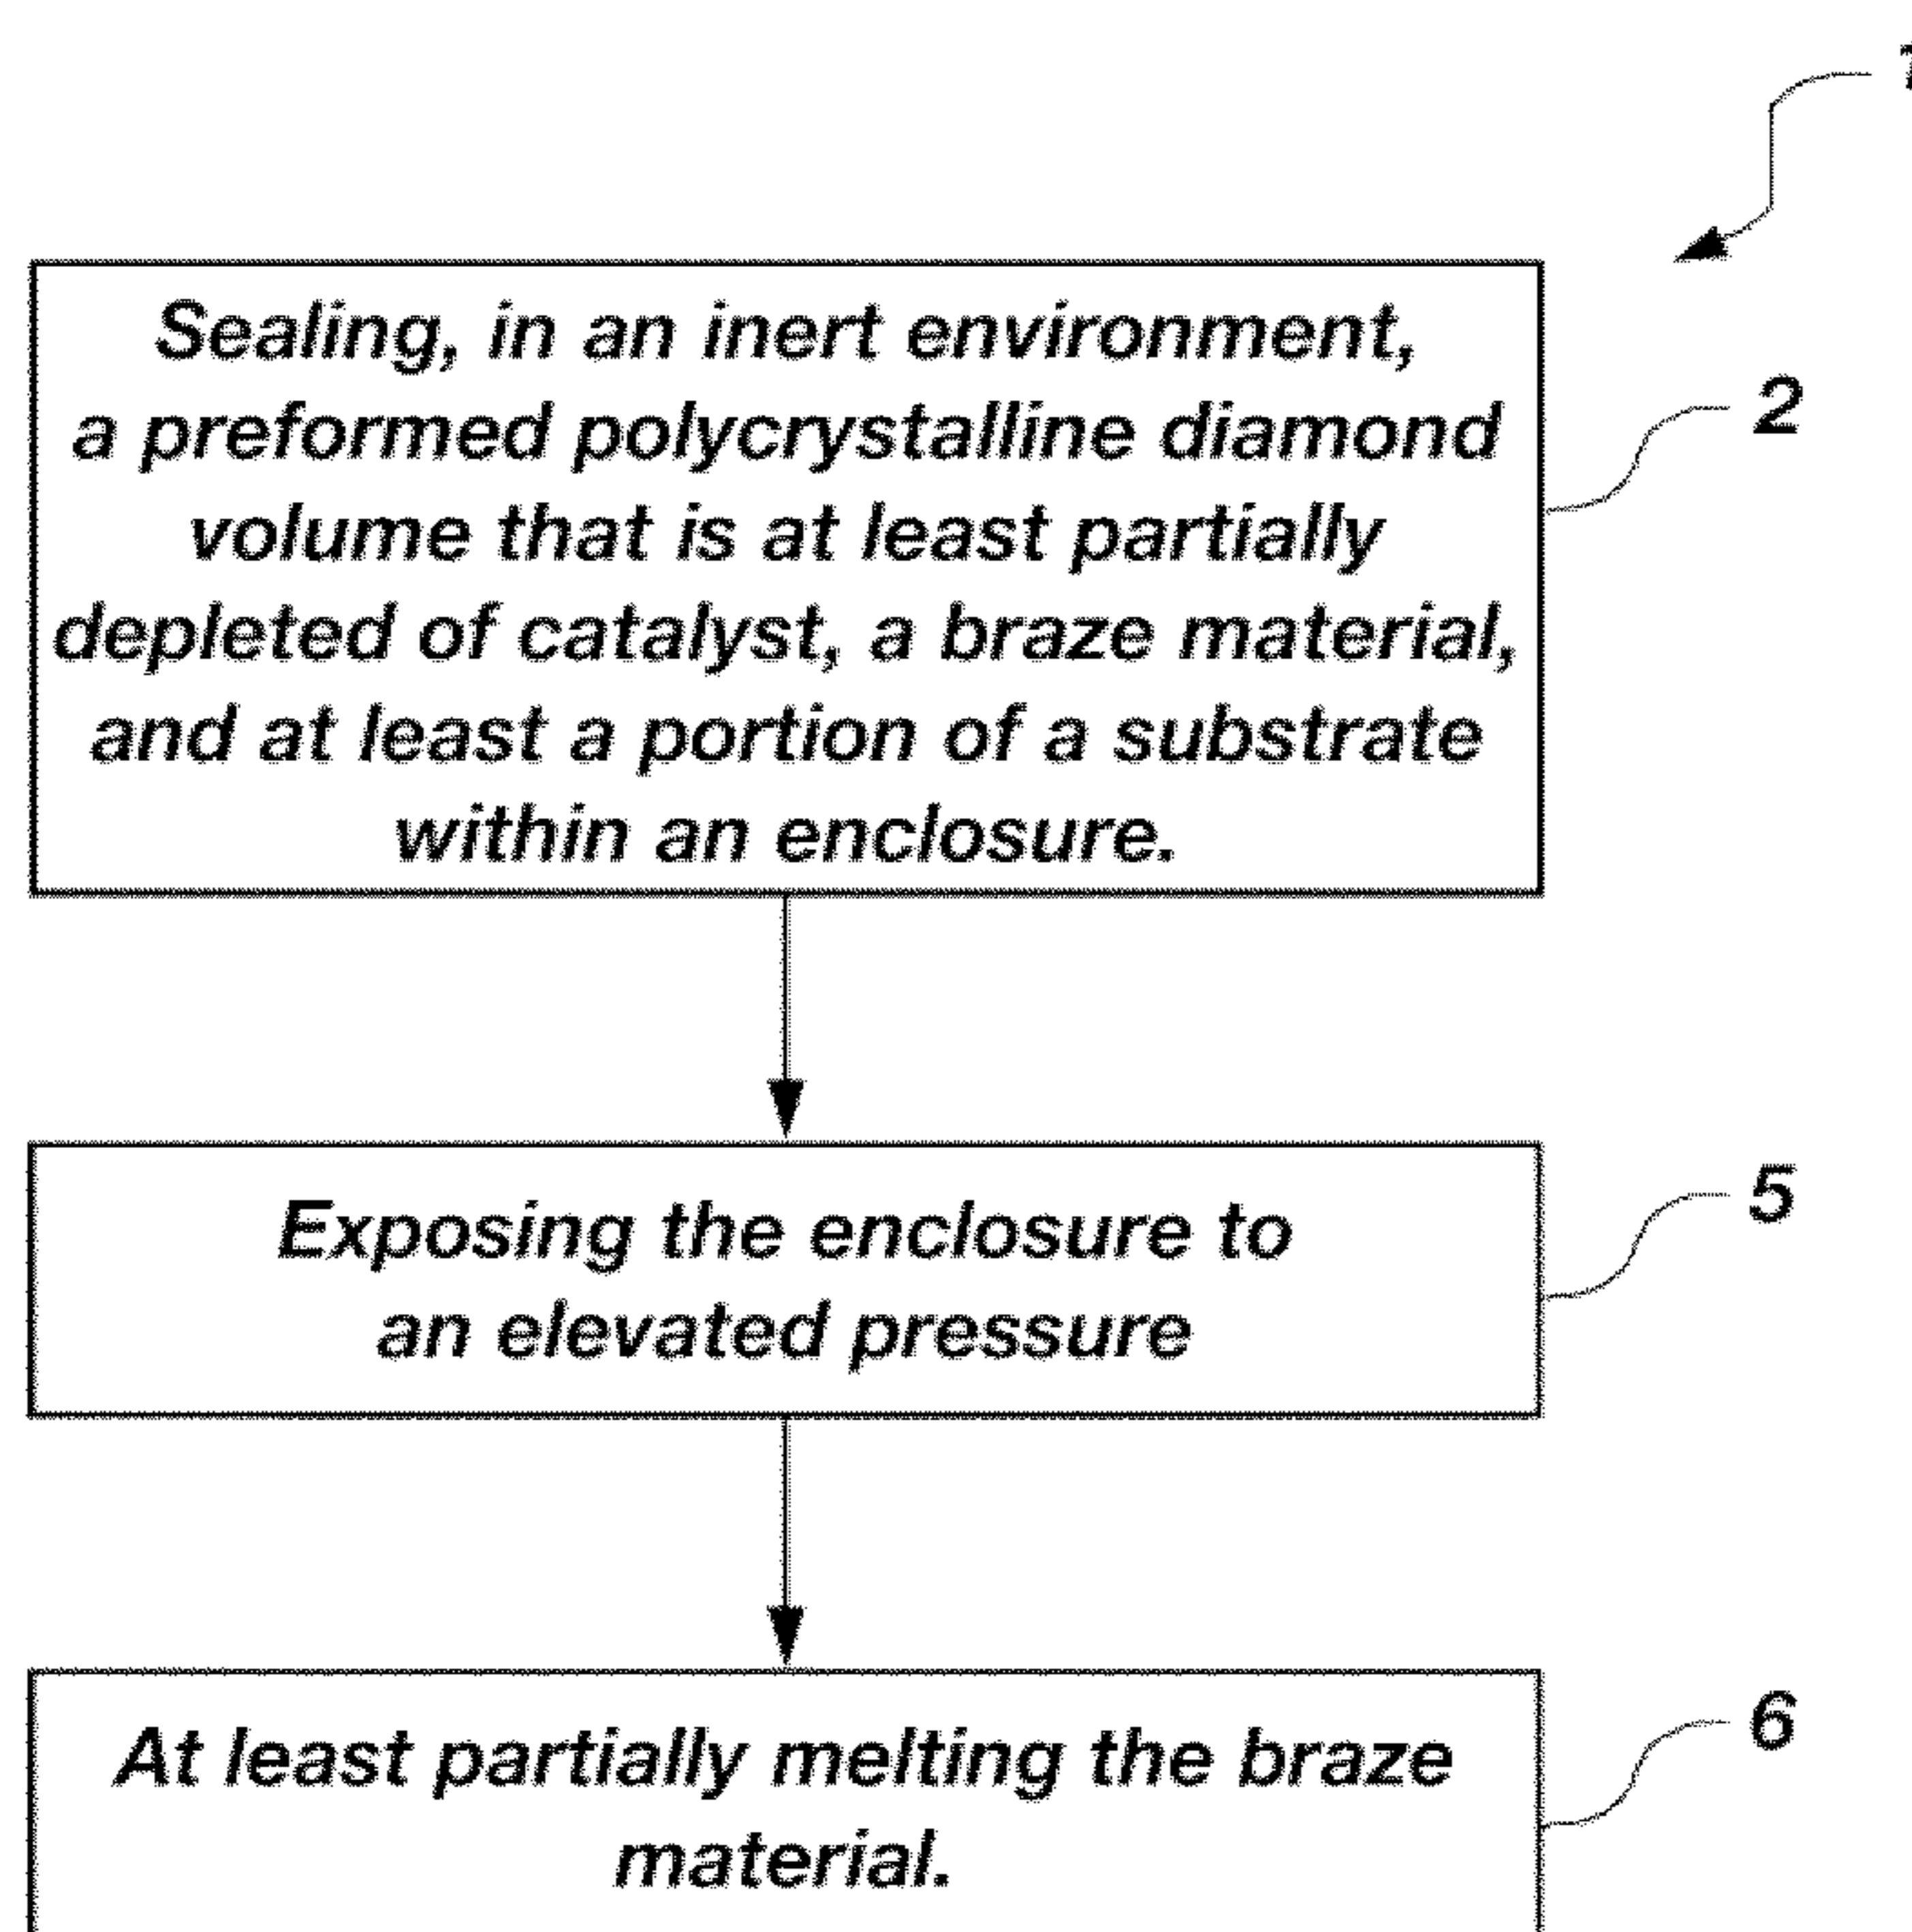 Sealing, in an inert environment,
a preformed polycrystalline diamond
volume that is at least partially
depleted of catalyst, a braze material,
and at least a portion of a substrate
within an enclosure.
2
Exposing the enclosure to
an elevated pressure
5
At least partially melting the braze
material.
6